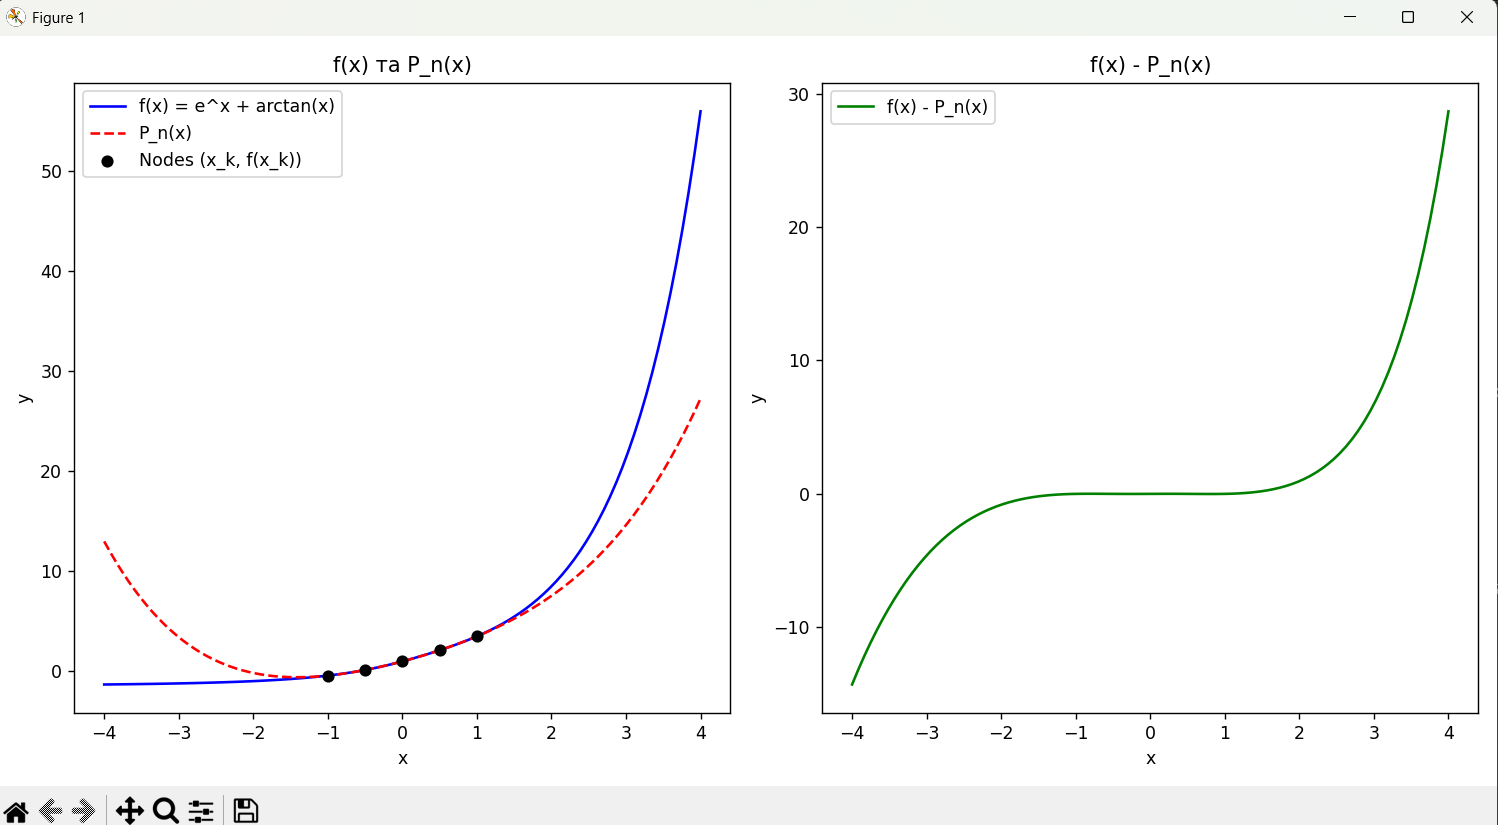 Figure 1
f(x) та P_n(x)
f(x) = e^x + arctan(x)
P_n(x)
Nodes (x_k, f(x_k))
50
40
30
20
10
0
y
−4 −3 −2 −1 0 1 2 3 4
x
f(x) - P_n(x)
f(x) - P_n(x)
30
20
10
0
−10
y
−4 −3 −2 −1 0 1 2 3 4
x